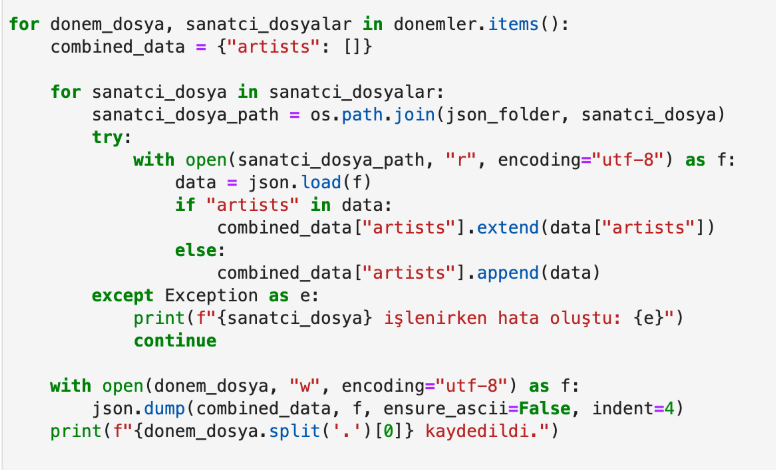 for donem_dosya, sanatci_dosyalar in donemler.items():
    combined_data = {"artists": []}

    for sanatci_dosya in sanatci_dosyalar:
        sanatci_dosya_path = os.path.join(json_folder, sanatci_dosya)
        try:
            with open(sanatci_dosya_path, "r", encoding="utf-8") as f:
                data = json.load(f)
                if "artists" in data:
                    combined_data["artists"].extend(data["artists"])
                else:
                    combined_data["artists"].append(data)
        except Exception as e:
            print(f"{sanatci_dosya} işlenirken hata oluştu: {e}")
            continue

    with open(donem_dosya, "w", encoding="utf-8") as f:
        json.dump(combined_data, f, ensure_ascii=False, indent=4)
    print(f"{donem_dosya.split('.')[0]} kaydedildi.")